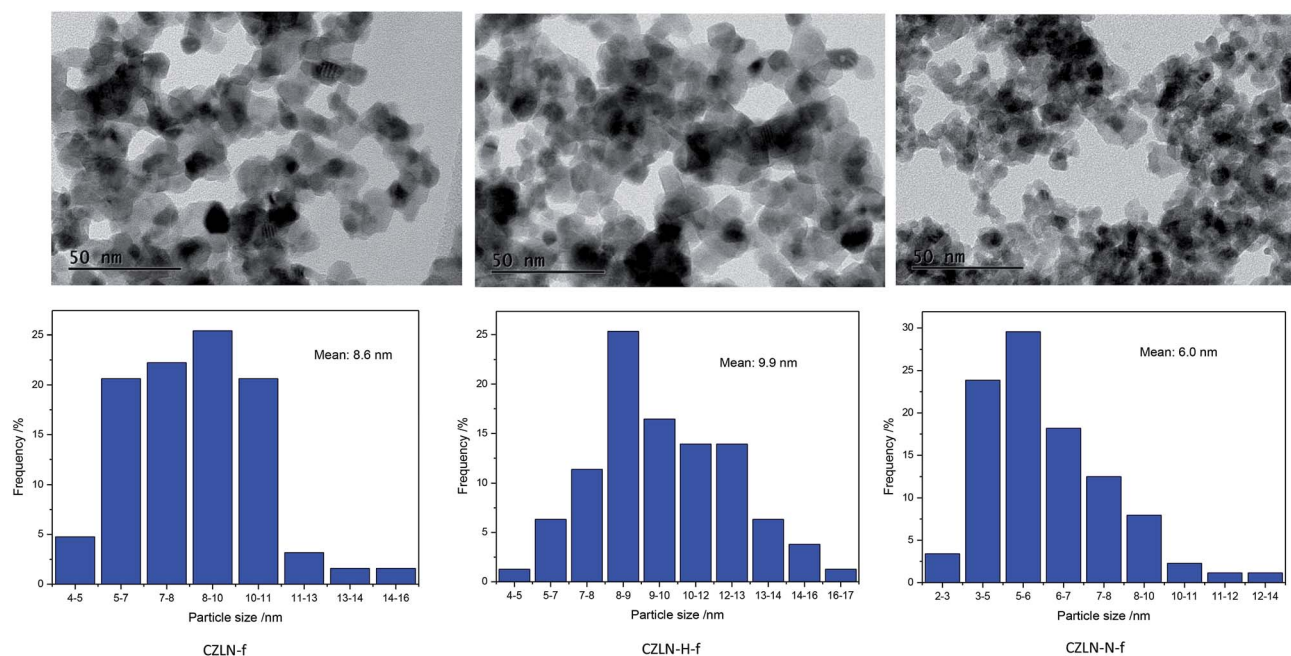 50 nm
50 nm
50 nm
Mean: 8.6 nm
Frequency /%
25
20
15
10
5
0
4-5 5-7 7-8 8-10 10-11 11-13 13-14 14-16
Particle size /nm
CZLN-f
Mean: 9.9 nm
Frequency /%
25
20
15
10
5
0
4-5 5-7 7-8 8-9 9-10 10-12 12-13 13-14 14-16 16-17
Particle size /nm
CZLN-H-f
Mean: 6.0 nm
Frequency /%
30
25
20
15
10
5
0
2-3 3-5 5-6 6-7 7-8 8-10 10-11 11-12 12-14
Particle size /nm
CZLN-N-f